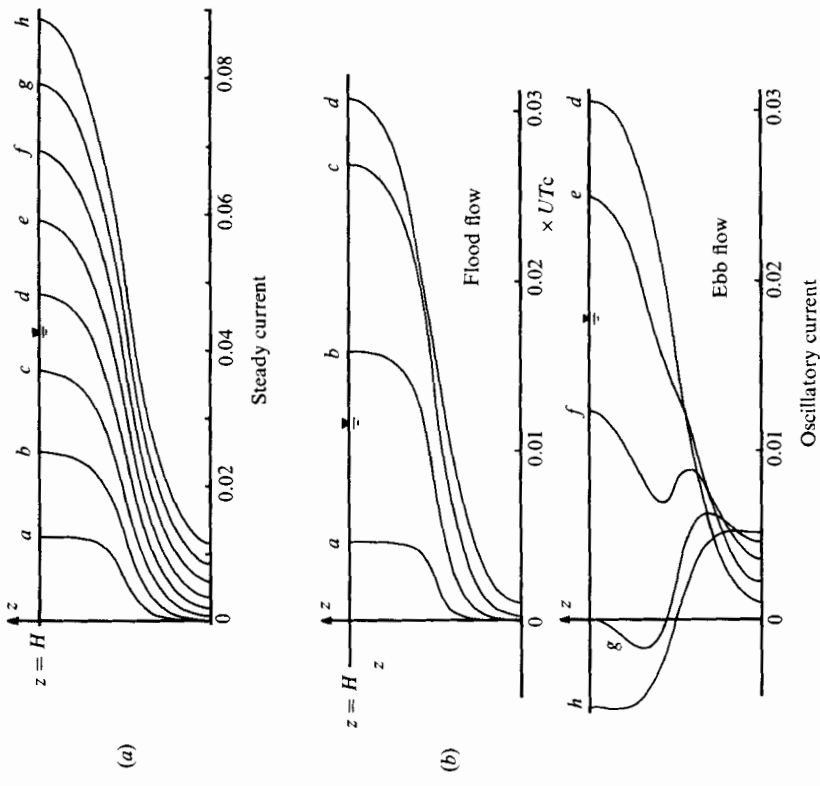 (a)
z = H
z
a
b
c
d
e
f
g
h
0
0.02
0.04
0.06
0.08
Steady current
(b)
z = H
z
z
a
b
c
d
Flood flow
0
0.01
0.02
0.03
× UTc
h
g
z
f
e
d
Ebb flow
0
0.01
0.02
0.03
Oscillatory current